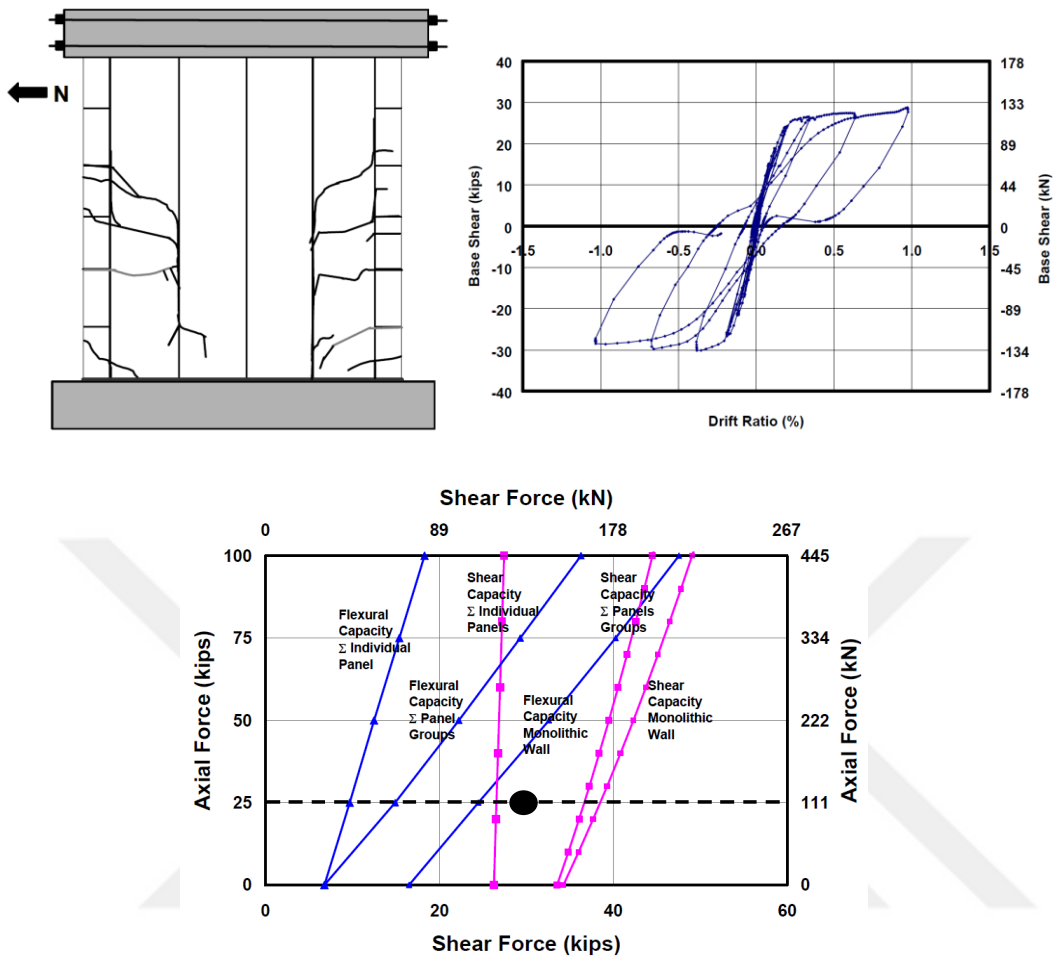 N
40
30
20
10
0
-10
-20
-30
-40
178
133
89
44
0
-45
-89
-134
-178
-1.5
-1.0
-0.5
0.0
0.5
1.0
1.5
Base Shear (kips)
Base Shear (kN)
Drift Ratio (%)
Shear Force (kN)
0
89
178
267
100
75
50
25
0
445
334
222
111
0
Axial Force (kips)
Axial Force (kN)
Flexural
Capacity
Σ Individual
Panel
Shear
Capacity
Σ Individual
Panels
Shear
Capacity
Σ Panels
Groups
Flexural
Capacity
Σ Panel
Groups
Flexural
Capacity
Monolithic
Wall
Shear
Capacity
Monolithic
Wall
0
20
40
60
Shear Force (kips)